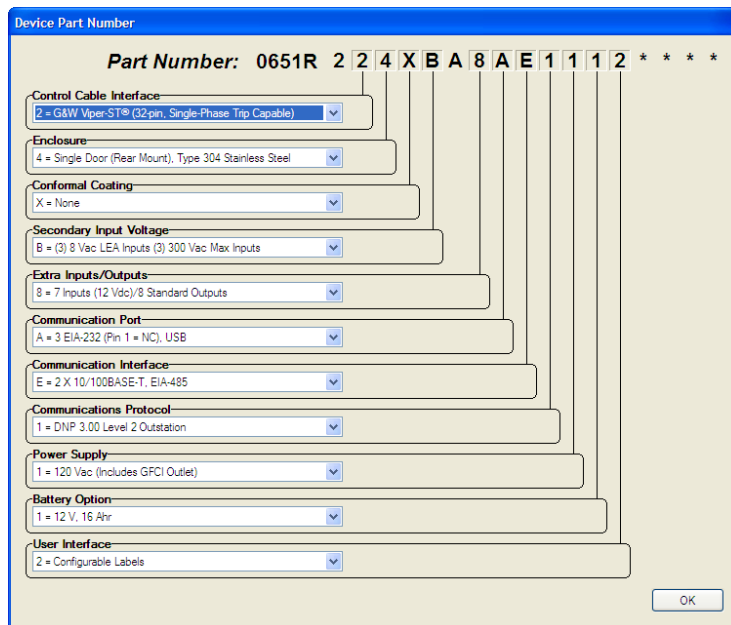 Device Part Number
Part Number: 0651R 2 2 4 X B A 8 A E 1 1 1 2 * * * *
Control Cable Interface
2 = G&W Viper-ST® (32-pin, Single-Phase Trip Capable)
Enclosure
4 = Single Door (Rear Mount), Type 304 Stainless Steel
Conformal Coating
X = None
Secondary Input Voltage
B = (3) 8 Vac LEA Inputs (3) 300 Vac Max Inputs
Extra Inputs/Outputs
8 = 7 Inputs (12 Vdc)/8 Standard Outputs
Communication Port
A = 3 EIA-232 (Pin 1 = NC), USB
Communication Interface
E = 2 X 10/100BASE-T, EIA-485
Communications Protocol
1 = DNP 3.00 Level 2 Outstation
Power Supply
1 = 120 Vac (Includes GFCI Outlet)
Battery Option
1 = 12 V, 16 Ahr
User Interface
2 = Configurable Labels
OK